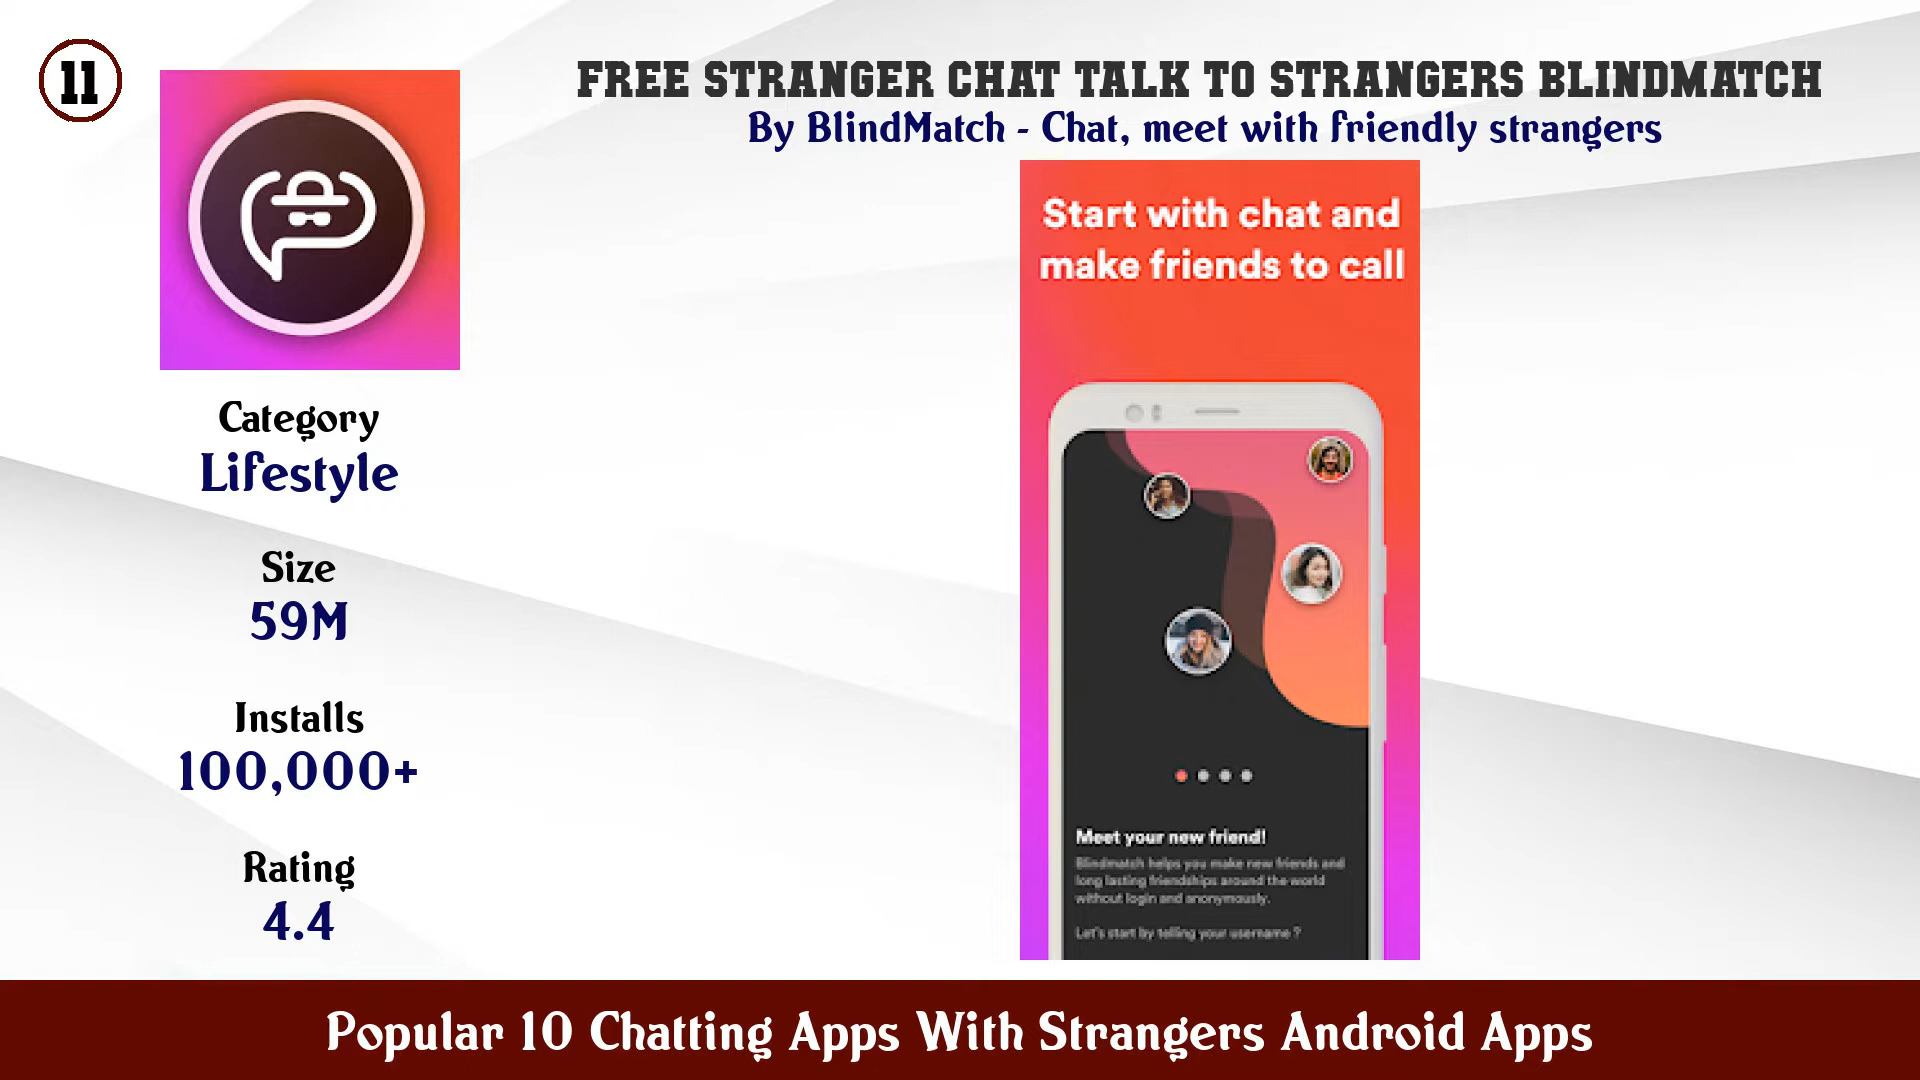 11
FREE STRANGER CHAT TALK TO STRANGERS BLINDMATCH
By BlindMatch - Chat, meet with friendly strangers
Start with chat and
make friends to call
Category
Lifestyle
Size
59M
Installs
100,000+
Rating
4.4
Meet your new friend!
Blindmatch helps you make new friends and
long lasting friendships around the world
without login and anonymously.
Let's start by telling your username ?
Popular 10 Chatting Apps With Strangers Android Apps